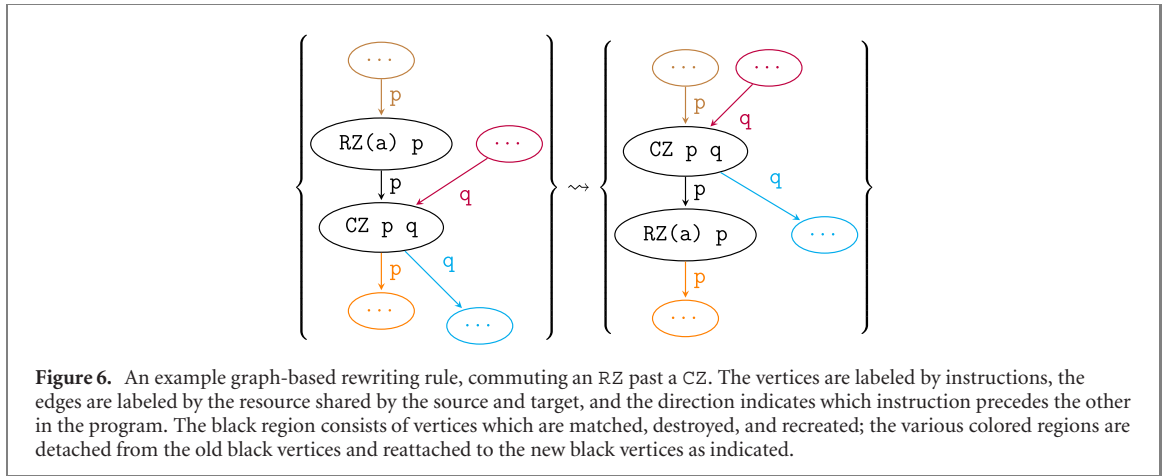 ··· ··· ···
p p q
RZ(a) p ··· CZ p q
p q p q
CZ p q RZ(a) p ···
p q p
··· ··· ···
Figure 6. An example graph-based rewriting rule, commuting an RZ past a CZ. The vertices are labeled by instructions, the
edges are labeled by the resource shared by the source and target, and the direction indicates which instruction precedes the other
in the program. The black region consists of vertices which are matched, destroyed, and recreated; the various colored regions are
detached from the old black vertices and reattached to the new black vertices as indicated.